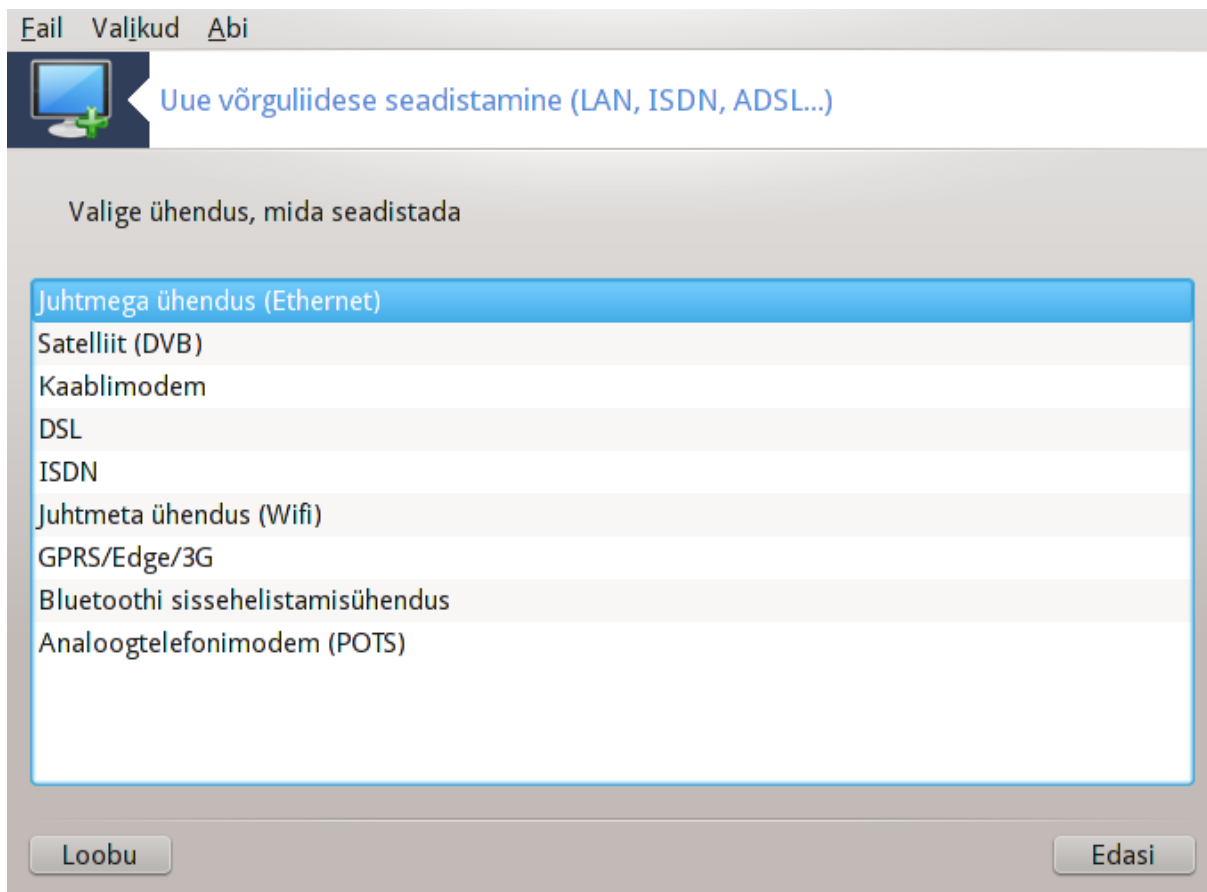 Fail Valikud Abi
Uue võrguliidese seadistamine (LAN, ISDN, ADSL...)
Valige ühendus, mida seadistada
Juhtmega ühendus (Ethernet)
Satelliit (DVB)
Kaablimodem
DSL
ISDN
Juhtmeta ühendus (Wifi)
GPRS/Edge/3G
Bluetoothi sissehelistamisühendus
Analoogtelefonimodem (POTS)
Loobu Edasi